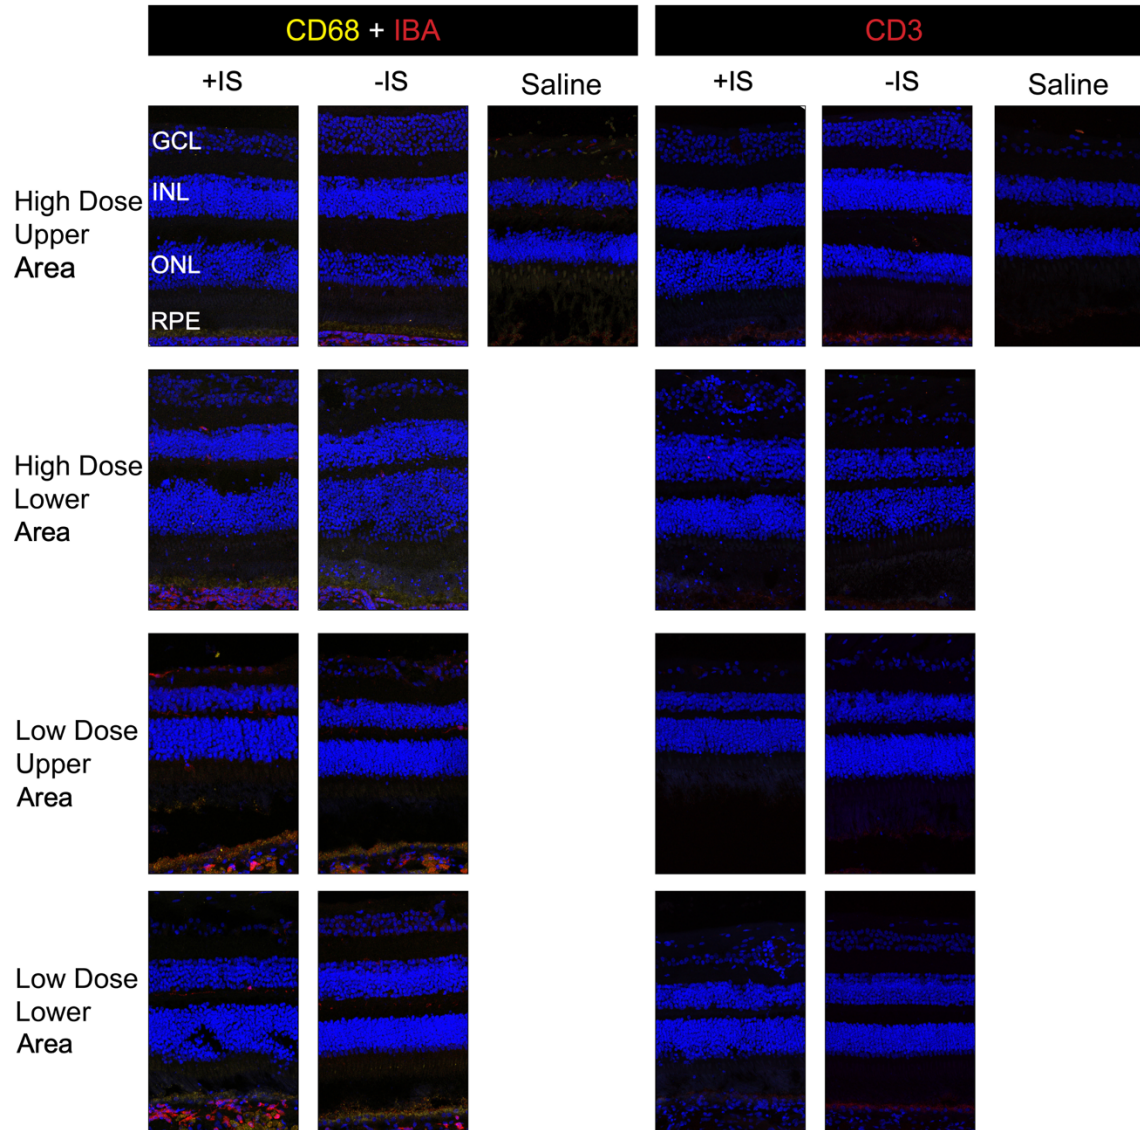 CD68 + IBA
CD3
+IS
-IS
Saline
+IS
-IS
Saline
High Dose
Upper
Area
GCL
INL
ONL
RPE
High Dose
Lower
Area
Low Dose
Upper
Area
Low Dose
Lower
Area